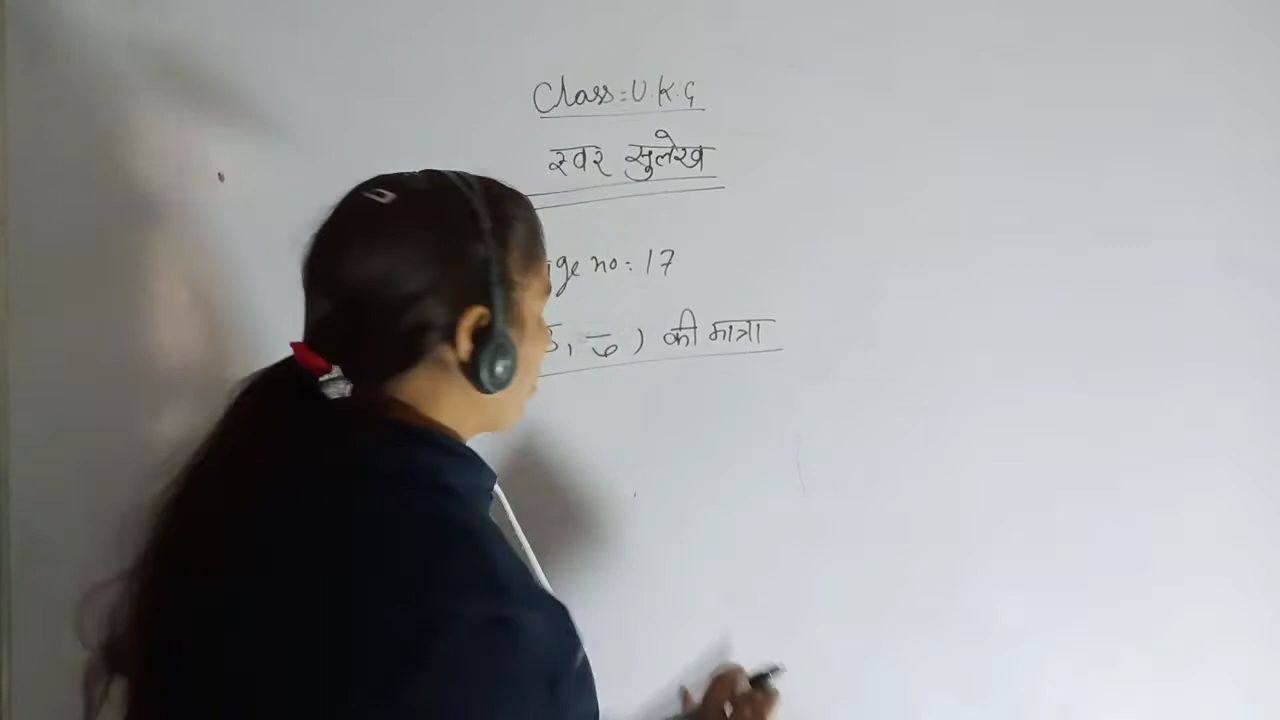 Class: U.K.G
स्वर सुलेख
ge no: 17
ु ) की मात्रा